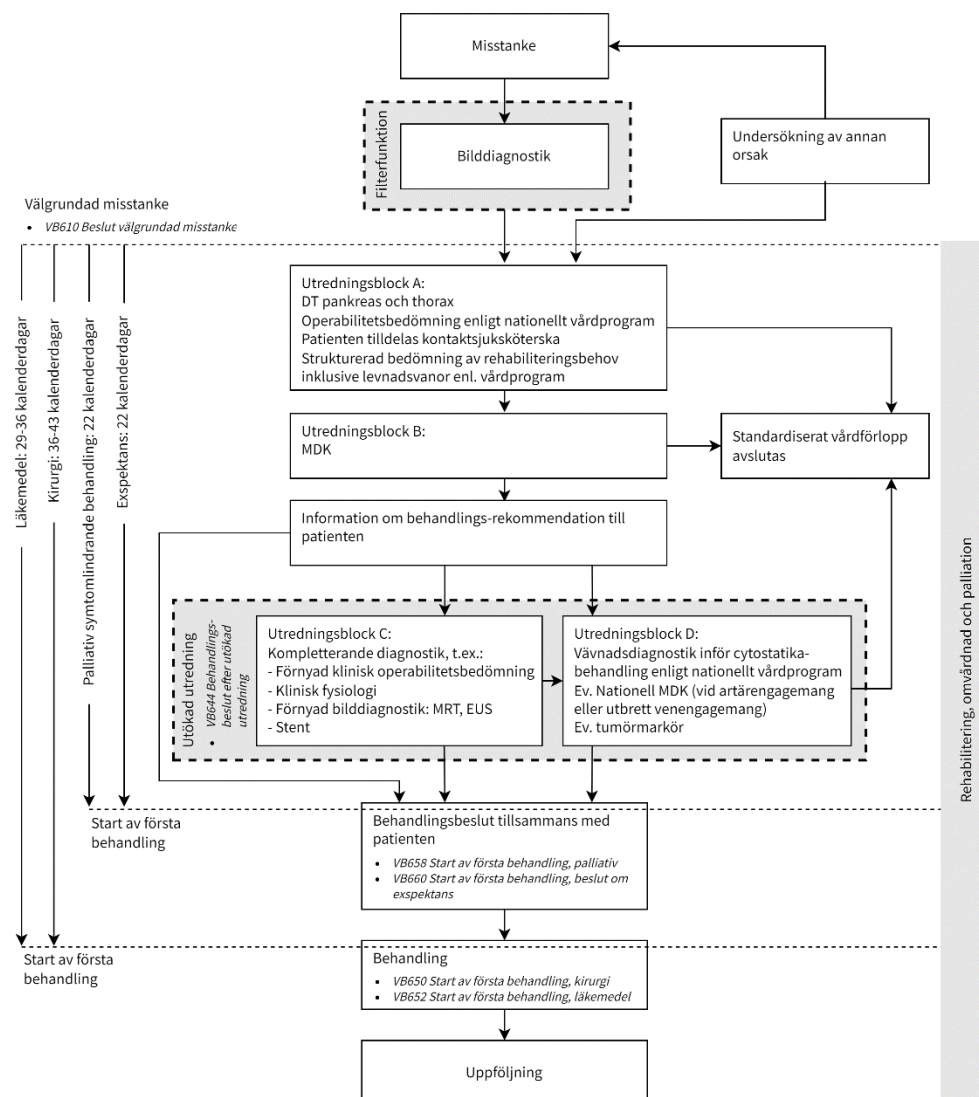 Misstanke
Filterfunktion
Bilddiagnostik
Undersökning av annan
orsak
Välgrundad misstanke
• VB610 Beslut välgrundad misstanke
Läkemedel: 29-36 kalenderdagar
Kirurgi: 36-43 kalenderdagar
Palliativ symtomlindrande behandling: 22 kalenderdagar
Exspektans: 22 kalenderdagar
Utredningsblock A:
DT pankreas och thorax
Operabilitetsbedömning enligt nationellt vårdprogram
Patienten tilldelas kontaktsjuksköterska
Strukturerad bedömning av rehabiliteringsbehov
inklusive levnadsvanor enl. vårdprogram
Utredningsblock B:
MDK
Standardiserat vårdförlopp
avslutas
Information om behandlings-rekommendation till
patienten
Utökad utredning
• VB644 Behandlings-
beslut efter utökad
utredning
Utredningsblock C:
Kompletterande diagnostik, t.ex.:
- Förnyad klinisk operabilitetsbedömning
- Klinisk fysiologi
- Förnyad bilddiagnostik: MRT, EUS
- Stent
Utredningsblock D:
Vävnadsdiagnostik inför cytostatika-
behandling enligt nationellt vårdprogram
Ev. Nationell MDK (vid artärengagemang
eller utbrett venengagemang)
Ev. tumörmarkör
Rehabilitering, omvårdnad och palliation
Start av första
behandling
Behandlingsbeslut tillsammans med
patienten
• VB658 Start av första behandling, palliativ
• VB660 Start av första behandling, beslut om
exspektans
Start av första
behandling
Behandling
• VB650 Start av första behandling, kirurgi
• VB652 Start av första behandling, läkemedel
Uppföljning